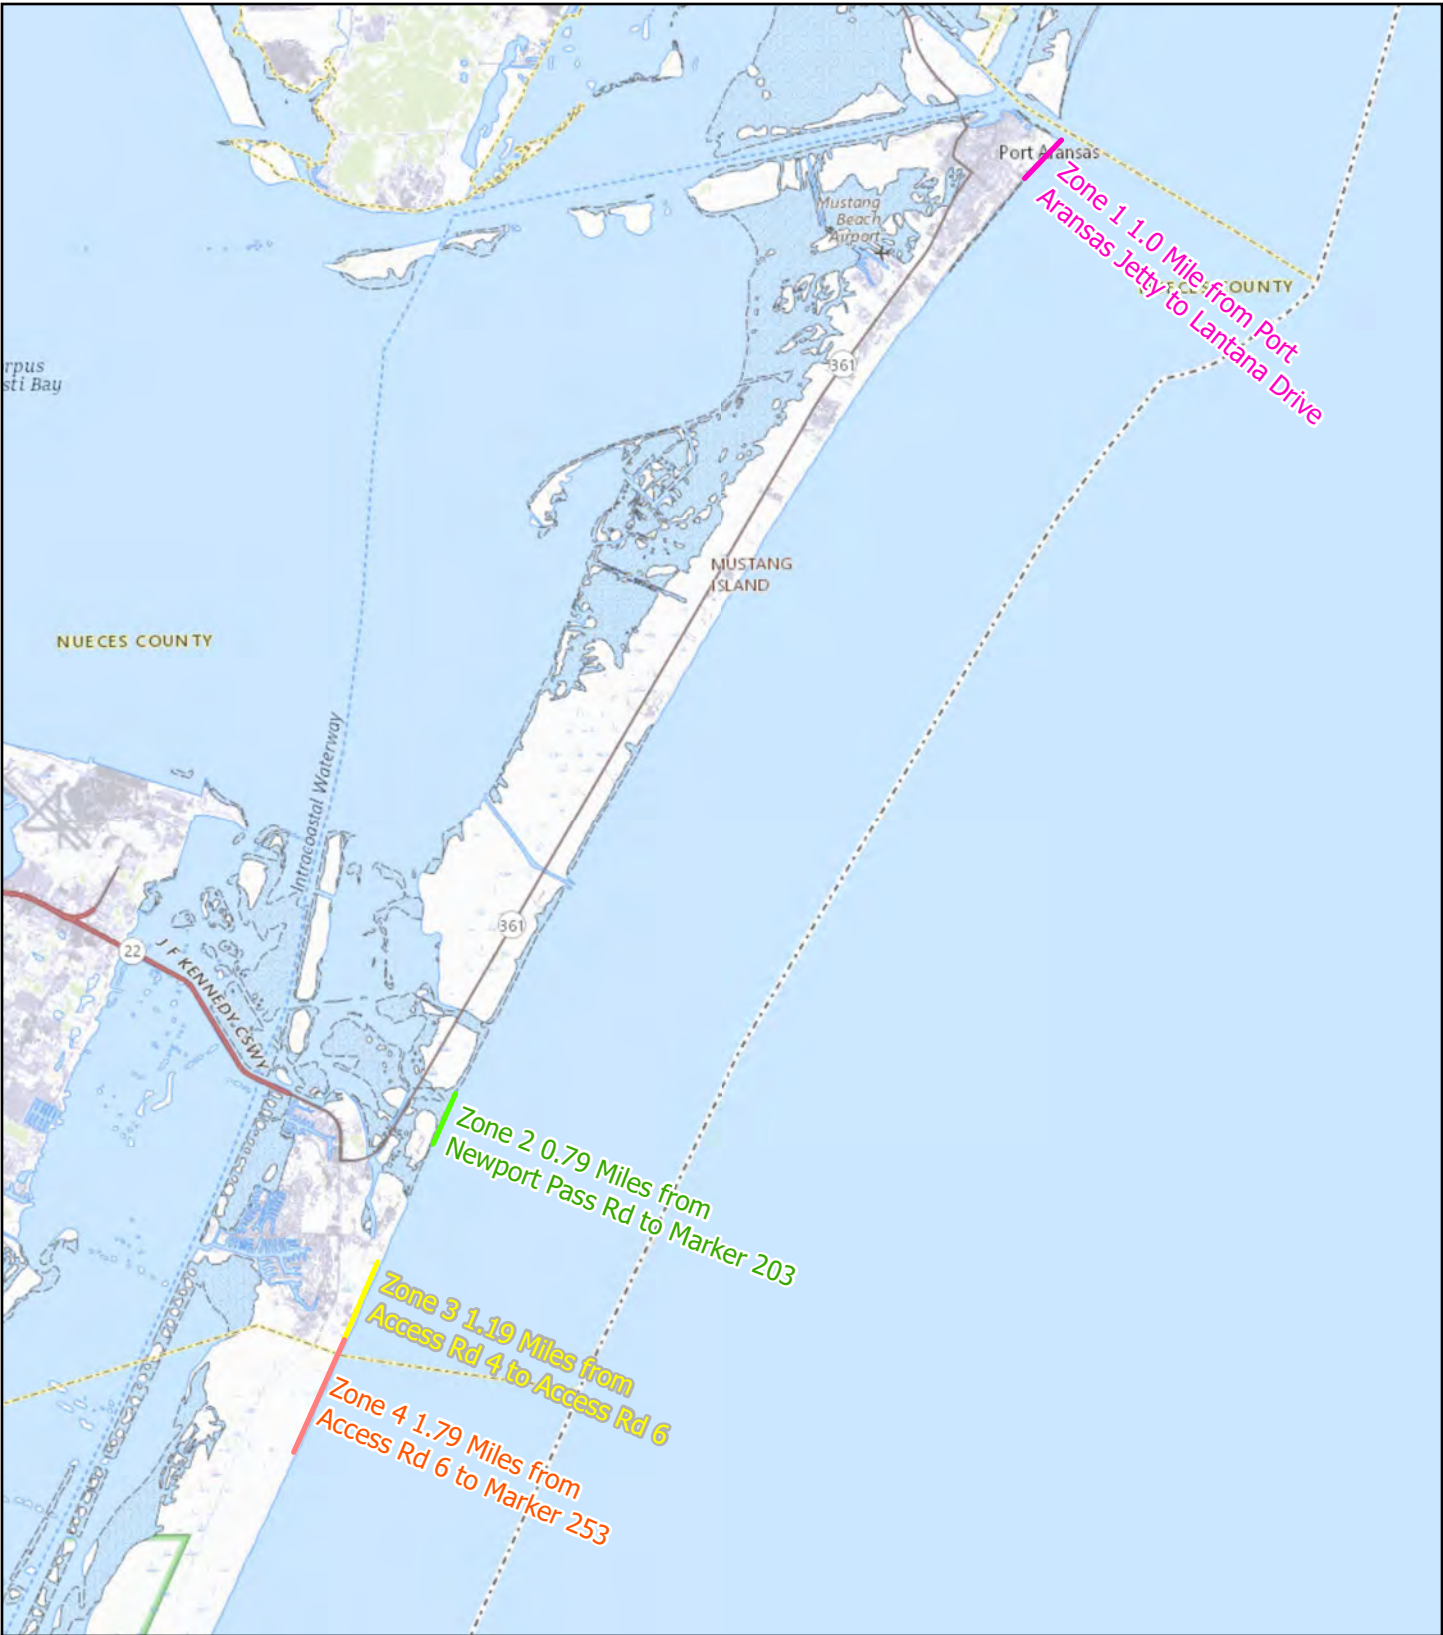 Port Aransas
Mustang
Beach
Airport
Zone 1 1.0 Mile from Port
Aransas Jetty to Lantana Drive
COUNTY
361
rpus
sti Bay
MUSTANG
ISLAND
NUECES COUNTY
Intracoastal Waterway
361
22
J F KENNEDY CSWY
Zone 2 0.79 Miles from
Newport Pass Rd to Marker 203
Zone 3 1.19 Miles from
Access Rd 4 to Access Rd 6
Zone 4 1.79 Miles from
Access Rd 6 to Marker 253